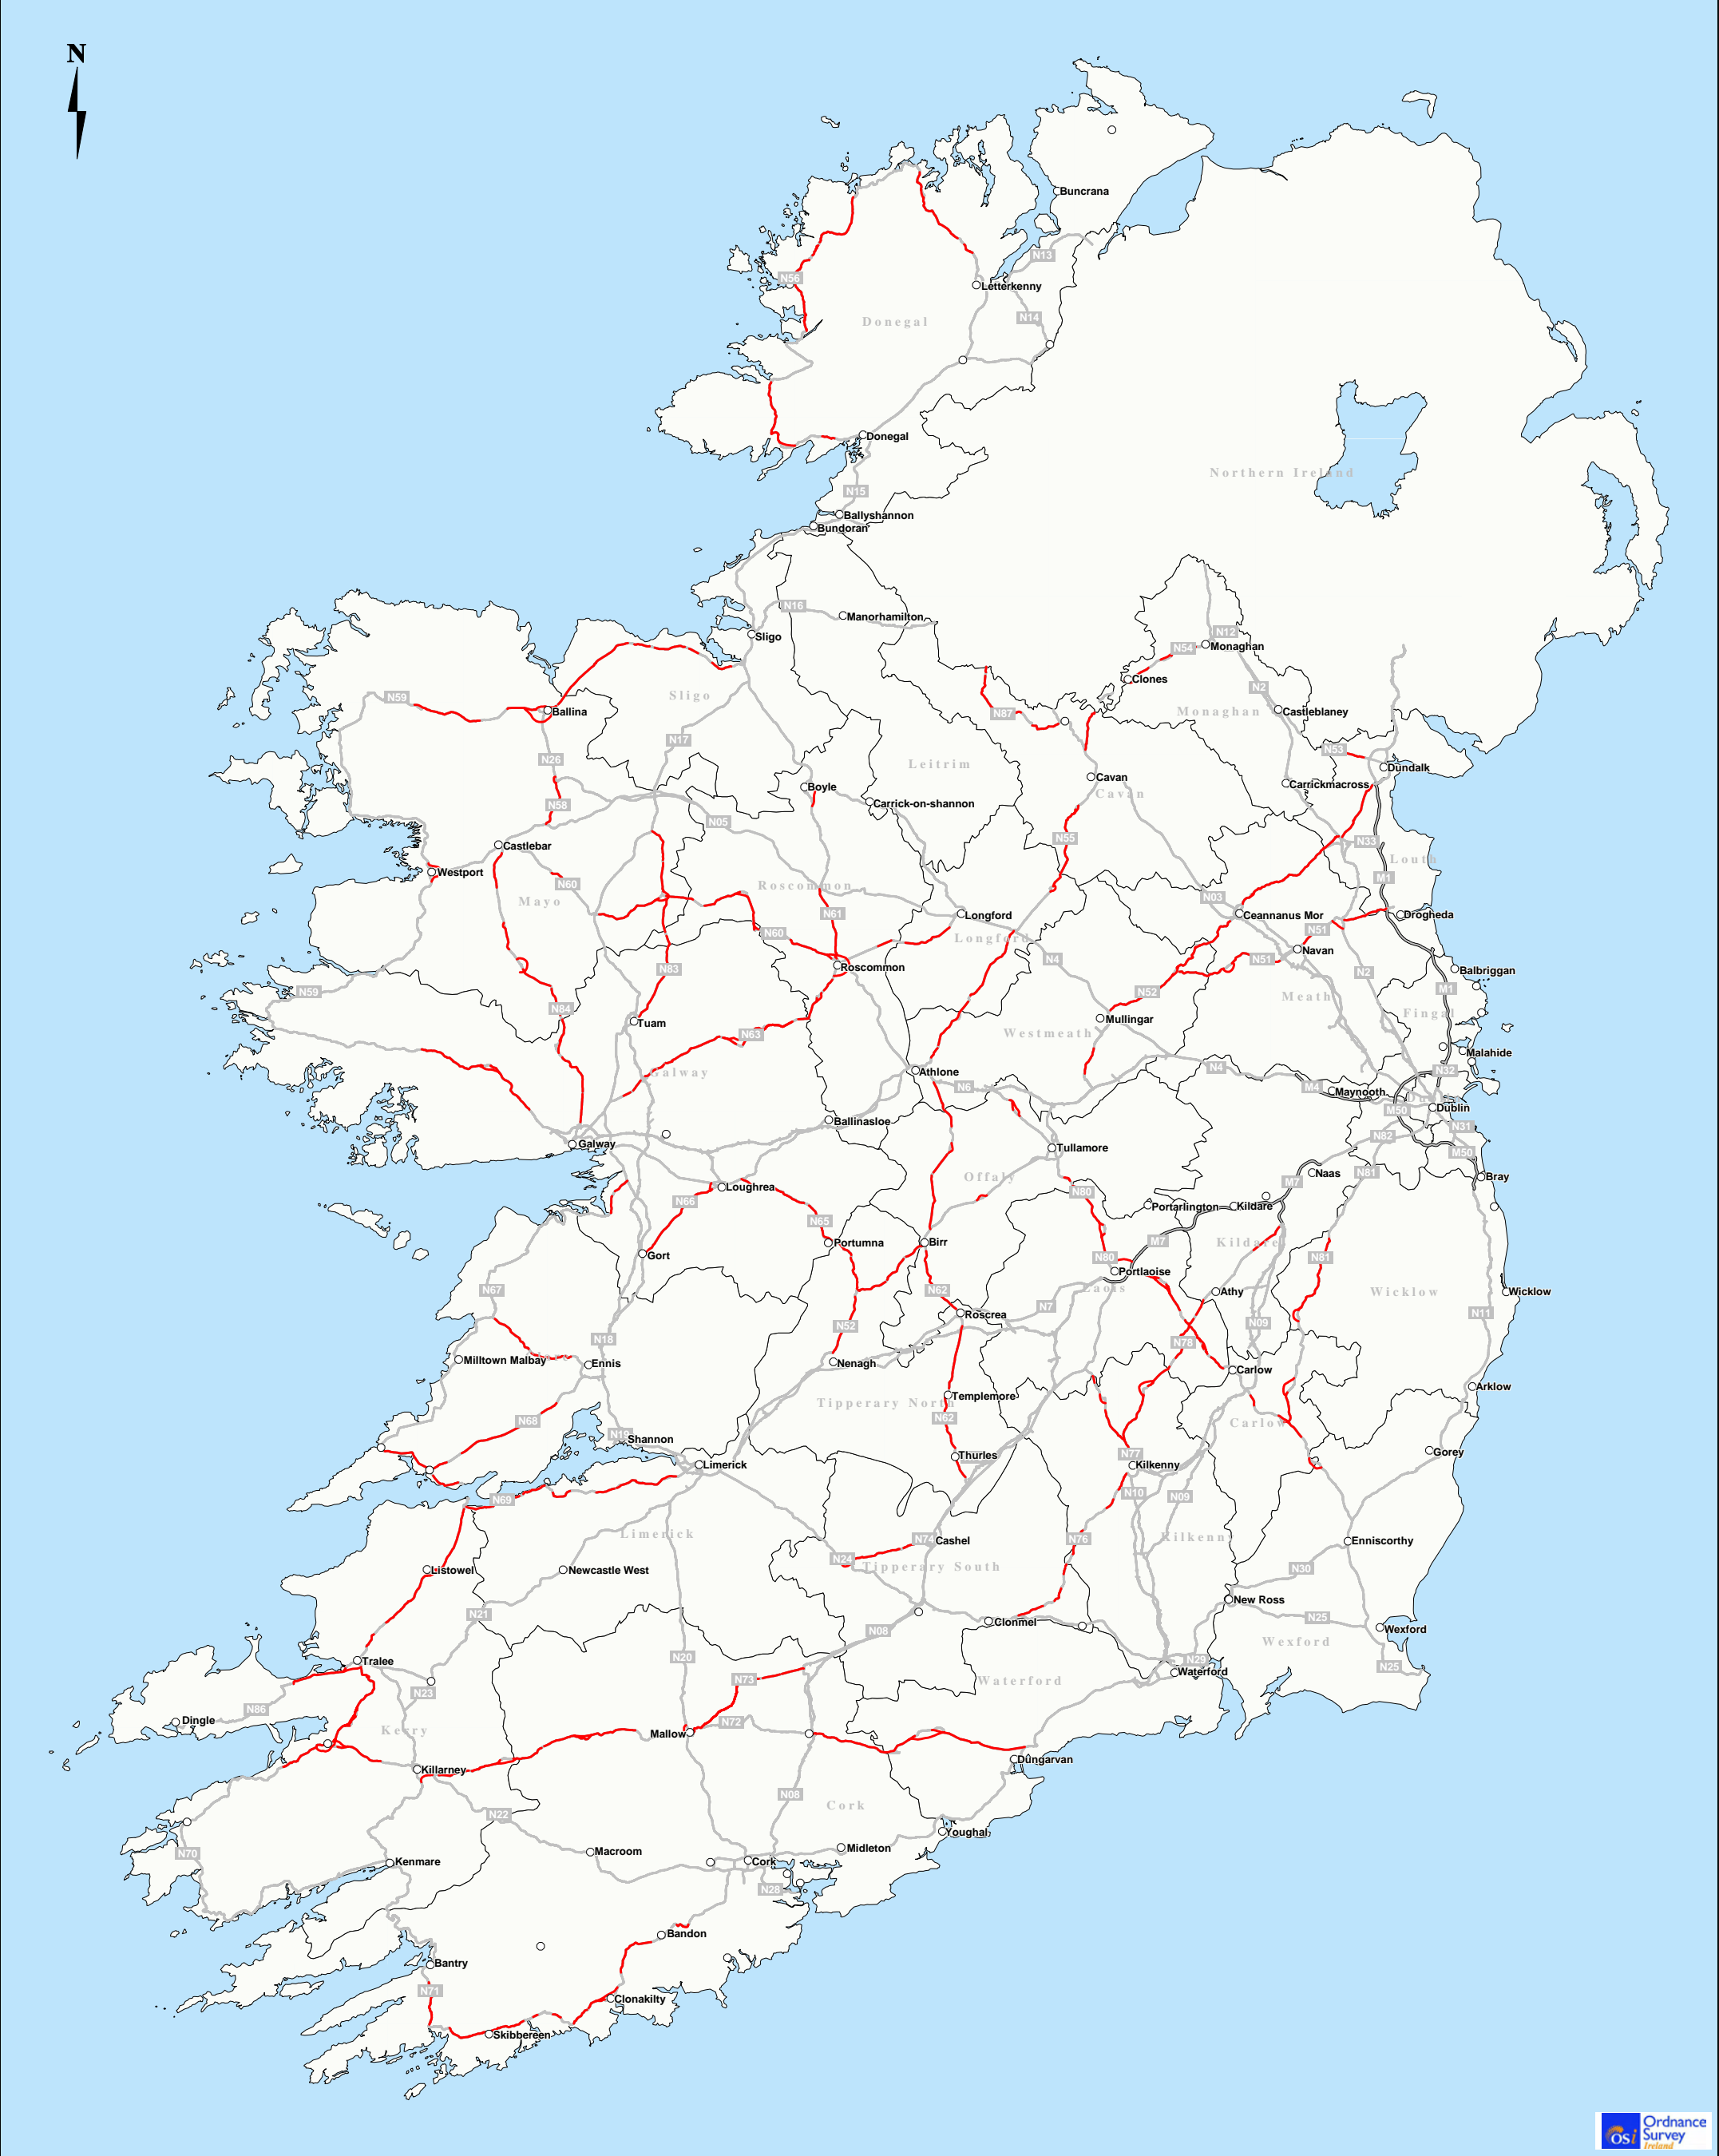 N
Buncrana
N13
N56
Letterkenny
N14
Donegal
Donegal
Northern Ireland
N15
Ballyshannon
Bundoran
N16
Manorhamilton
N12
Sligo
N54
Monaghan
Clones
N2
N59
Sligo
Ballina
N87
Monaghan
Castleblaney
N17
N53
N26
Leitrim
Dundalk
Cavan
Boyle
Carrickmacross
Cavan
N58
Carrick-on-shannon
N05
N55
N33
Castlebar
Louth
Westport
N60
Roscommon
M1
Mayo
N03
N61
Longford
Ceannanus Mor
Drogheda
N60
Longford
N51
Navan
N4
N51
Roscommon
N83
N2
Balbriggan
N59
N52
Meath
M1
N84
Fingal
Tuam
Mullingar
N63
Westmeath
Malahide
Galway
Athlone
N4
N32
N6
M4
Maynooth
Dublin
M50
Ballinasloe
N31
Galway
N82
Tullamore
M50
Offaly
N81
Naas
Bray
Loughrea
N80
M7
N66
Portarlington
Kildare
N65
Portumna
Birr
M7
Kildare
Gort
N80
N81
Portlaoise
N67
N62
Laois
Athy
Wicklow
Wicklow
N7
Roscrea
N11
N52
N09
N18
N78
Milltown Malbay
Ennis
Nenagh
Carlow
Arklow
Templemore
Tipperary North
N68
N62
Carlow
N19
Shannon
Gorey
Thurles
N77
Limerick
Kilkenny
N69
N10
N09
Limerick
N74
Cashel
N76
Kilkenny
Enniscorthy
N24
Tipperary South
Listowel
Newcastle West
N30
New Ross
N21
N25
Clonmel
N08
Wexford
Wexford
N20
Tralee
N29
N25
Waterford
N73
Waterford
N23
N86
Dingle
N72
Kerry
Mallow
Dûngarvan
Killarney
N08
Cork
N22
Youghal
N70
Macroom
Midleton
Kenmare
Cork
N28
Bandon
Bantry
N71
Clonakilty
Skibbereen
osi
Ordnance
Survey
Ireland